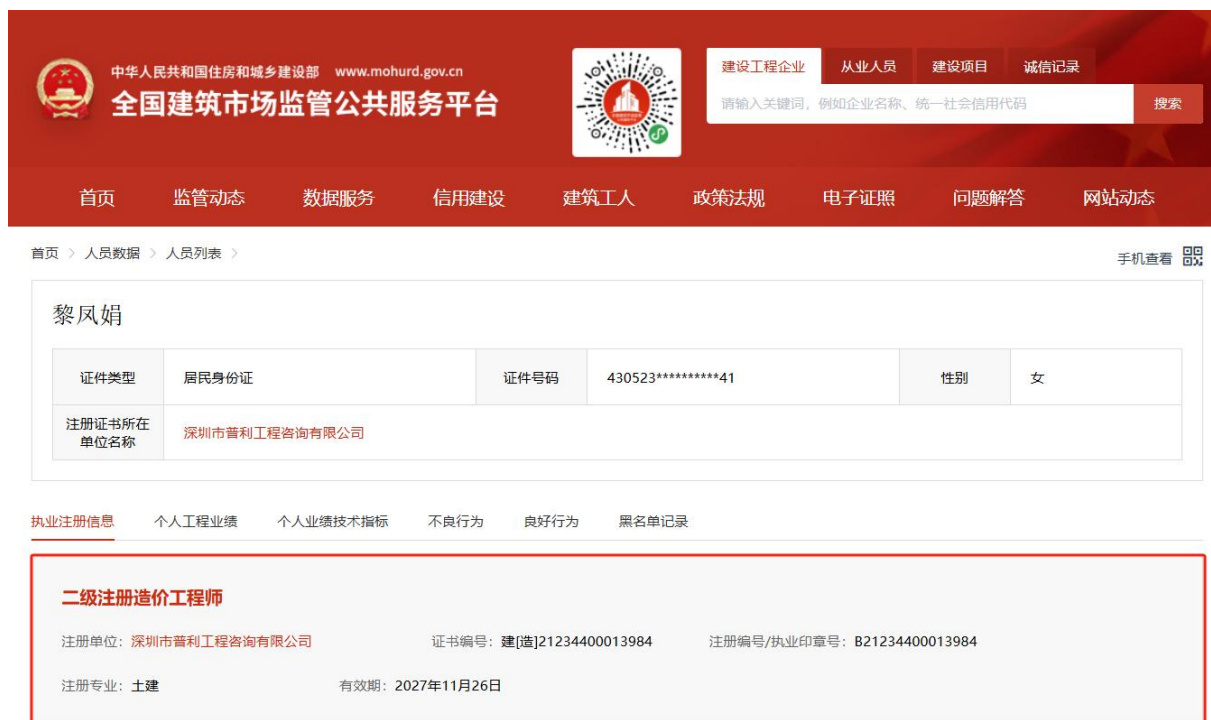 中华人民共和国住房和城乡建设部 www.mohurd.gov.cn
全国建筑市场监管公共服务平台
建设工程企业 从业人员 建设项目 诚信记录
请输入关键词，例如企业名称、统一社会信用代码 搜索
首页 监管动态 数据服务 信用建设 建筑工人 政策法规 电子证照 问题解答 网站动态
首页 > 人员数据 > 人员列表 >
手机查看
黎凤娟
证件类型 居民身份证 证件号码 430523**********41 性别 女
注册证书所在
单位名称
深圳市普利工程咨询有限公司
执业注册信息 个人工程业绩 个人业绩技术指标 不良行为 良好行为 黑名单记录
二级注册造价工程师
注册单位：深圳市普利工程咨询有限公司 证书编号：建[造]21234400013984 注册编号/执业印章号：B21234400013984
注册专业：土建 有效期：2027年11月26日